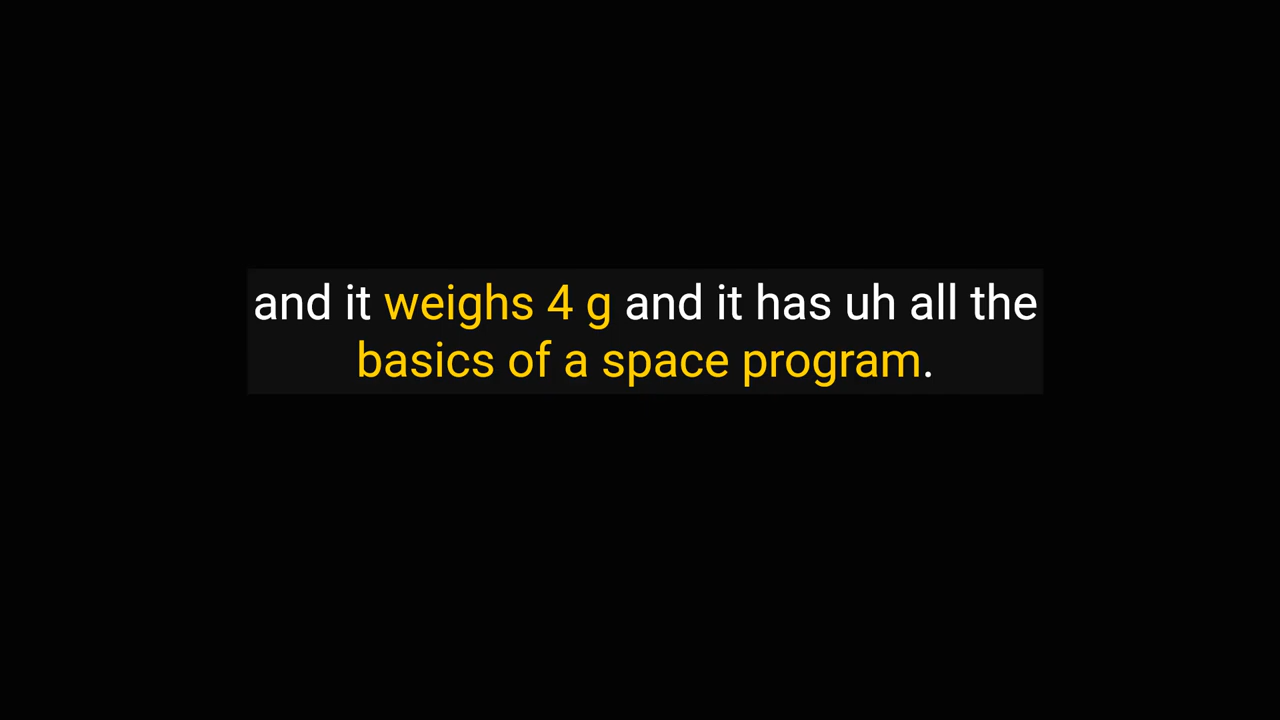 and it weighs 4 g and it has uh all the
basics of a space program.